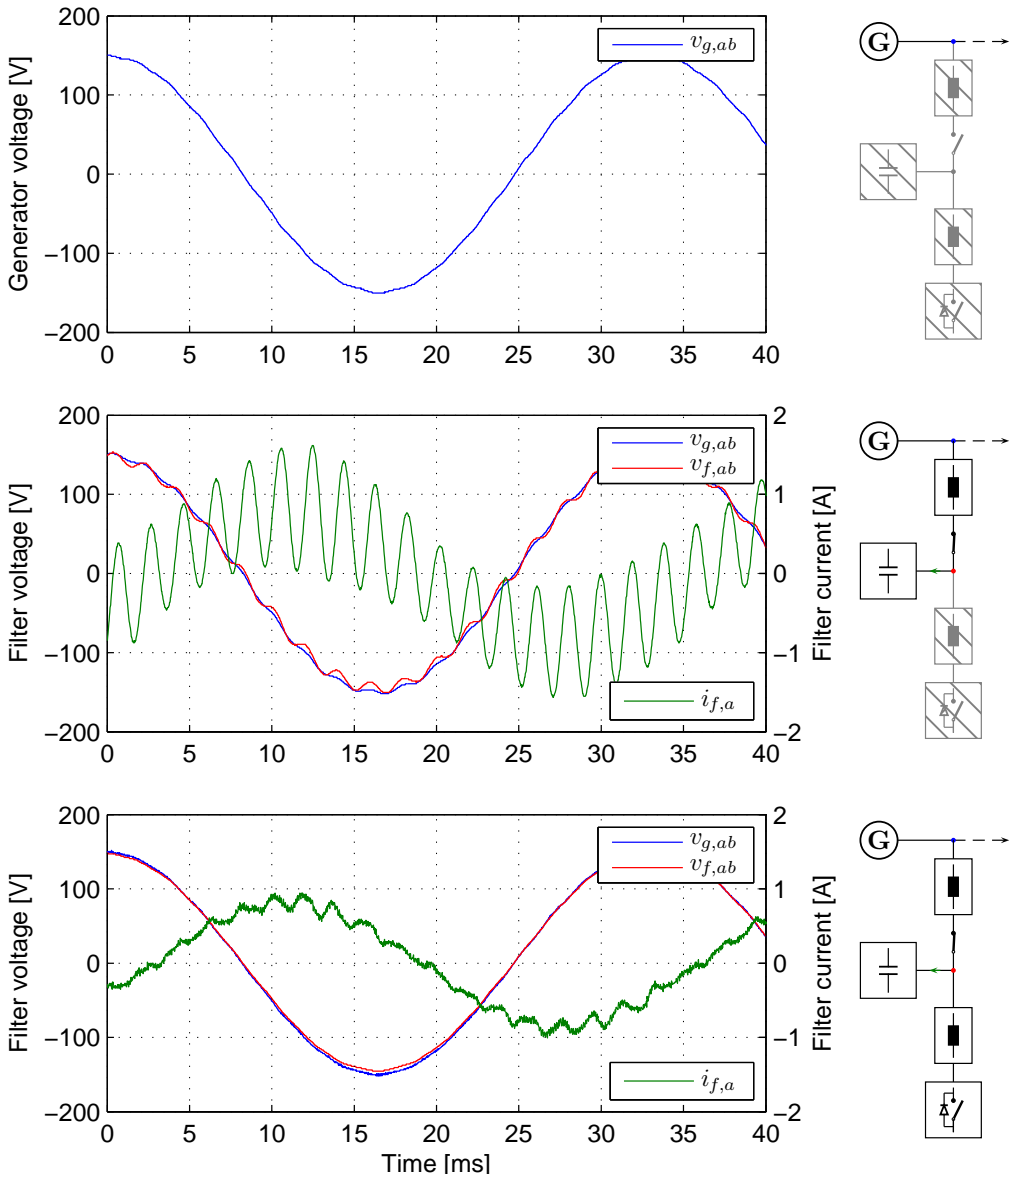 Generator voltage [V]
200
100
0
−100
−200
0 5 10 15 20 25 30 35 40
v_{g,ab}
G
Filter voltage [V]
200
100
0
−100
−200
0 5 10 15 20 25 30 35 40
2
1
0
−1
−2
Filter current [A]
v_{g,ab}
v_{f,ab}
i_{f,a}
G
Filter voltage [V]
200
100
0
−100
−200
0 5 10 15 20 25 30 35 40
Time [ms]
2
1
0
−1
−2
Filter current [A]
v_{g,ab}
v_{f,ab}
i_{f,a}
G